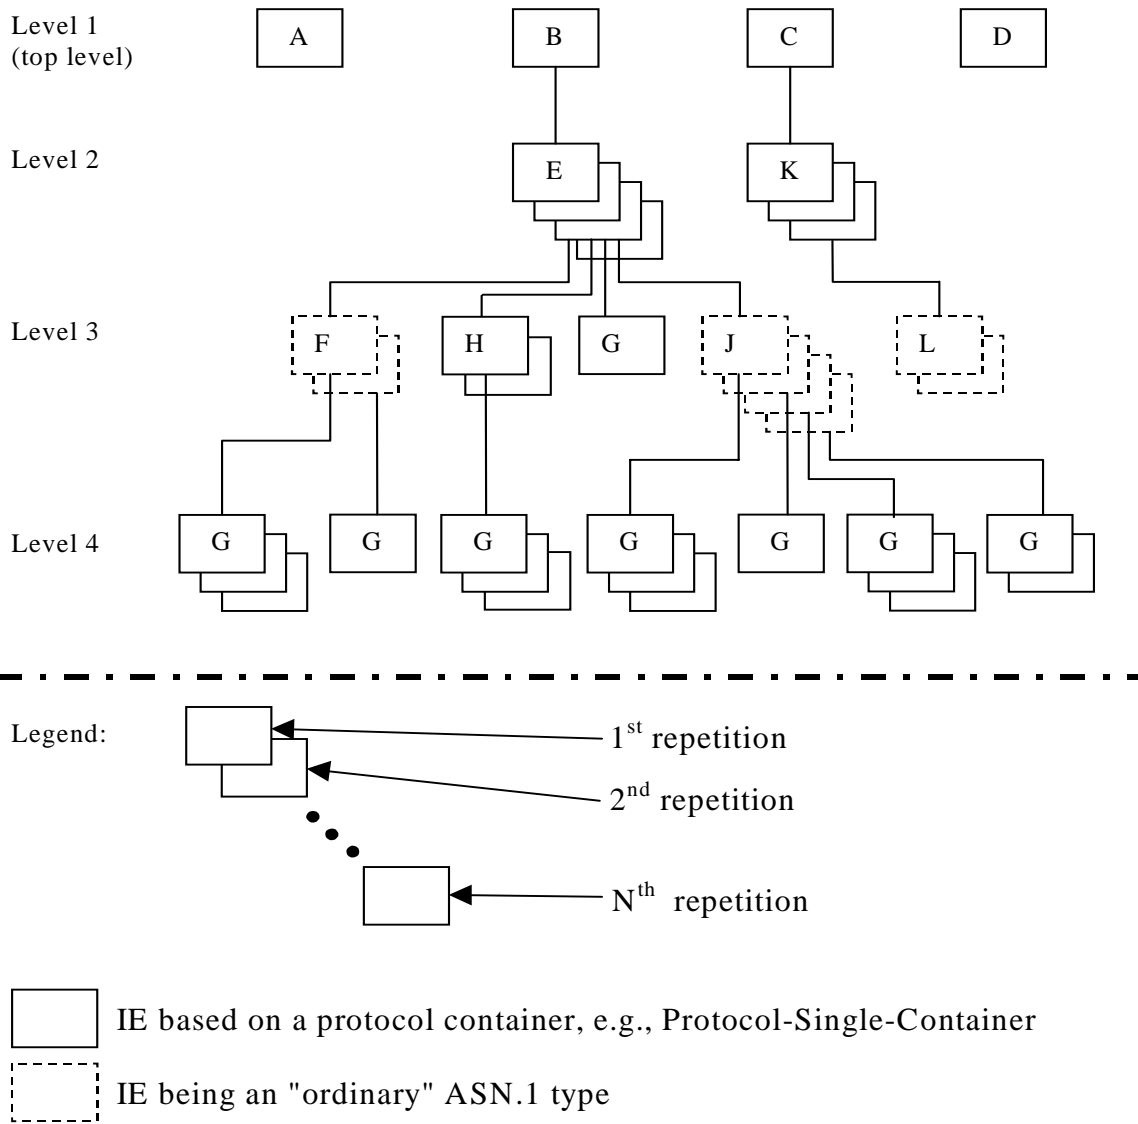 Level 1
(top level)
A
B
C
D
Level 2
E
K
Level 3
F
H
G
J
L
Level 4
G
G
G
G
G
G
G
Legend:
1st repetition
2nd repetition
Nth repetition
IE based on a protocol container, e.g., Protocol-Single-Container
IE being an "ordinary" ASN.1 type